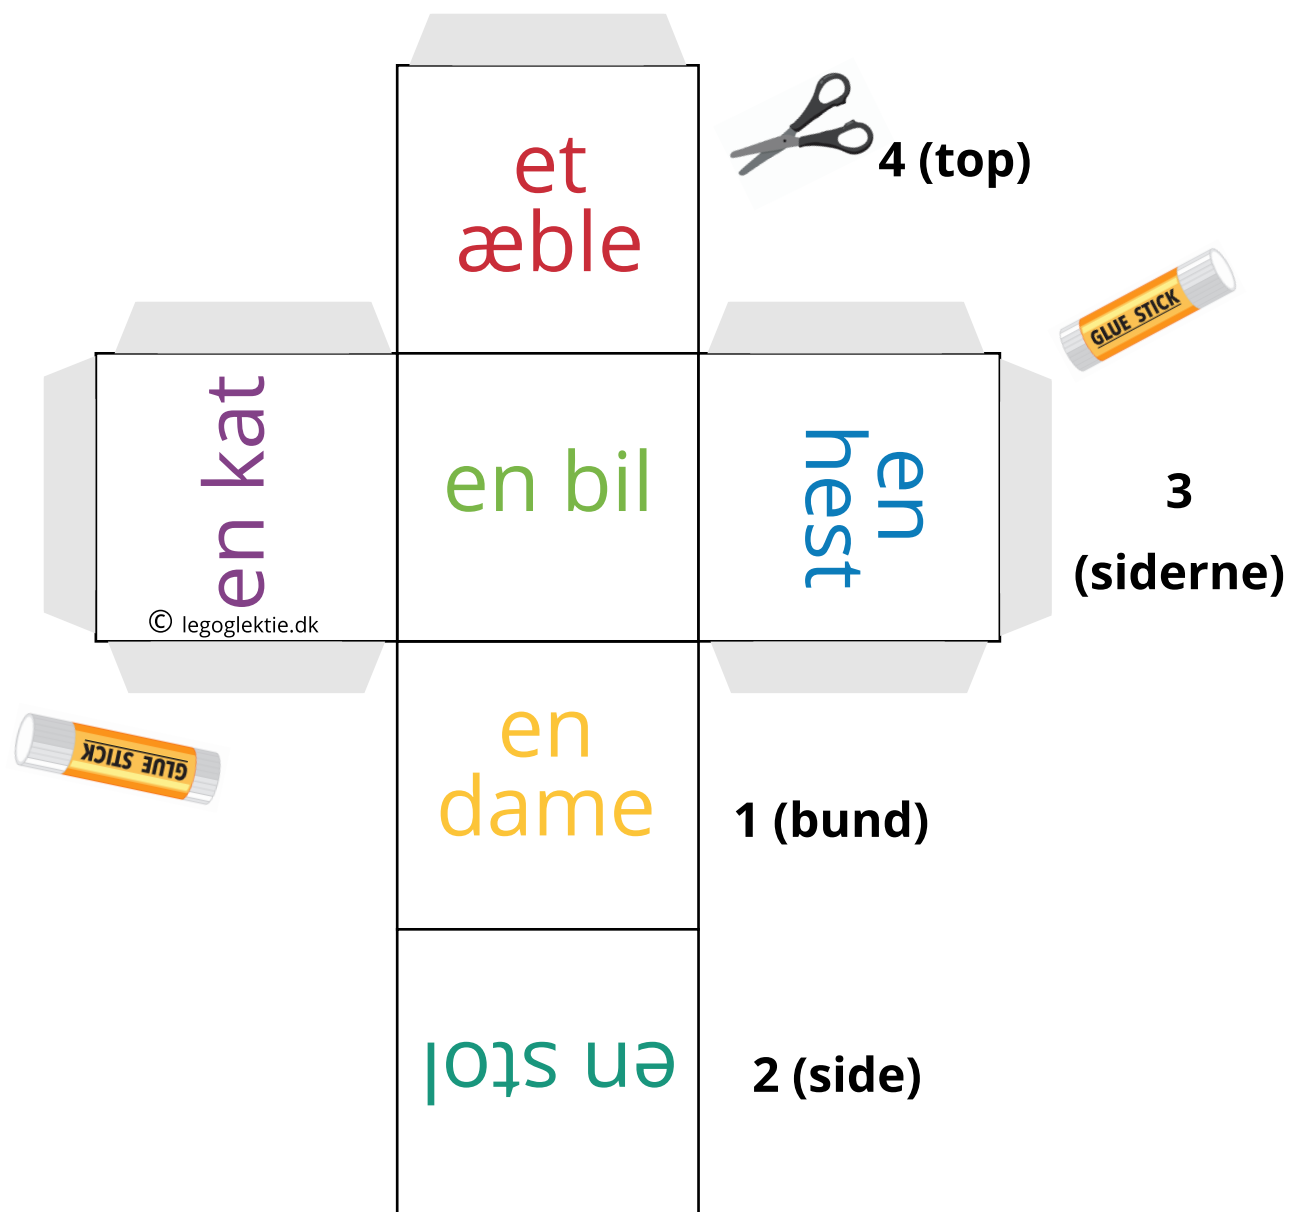 et
æble
4 (top)
GLUE STICK
en kat
en bil
en
hest
3
(siderne)
© legoglektie.dk
en
dame
GLUE STICK
1 (bund)
en stol
2 (side)